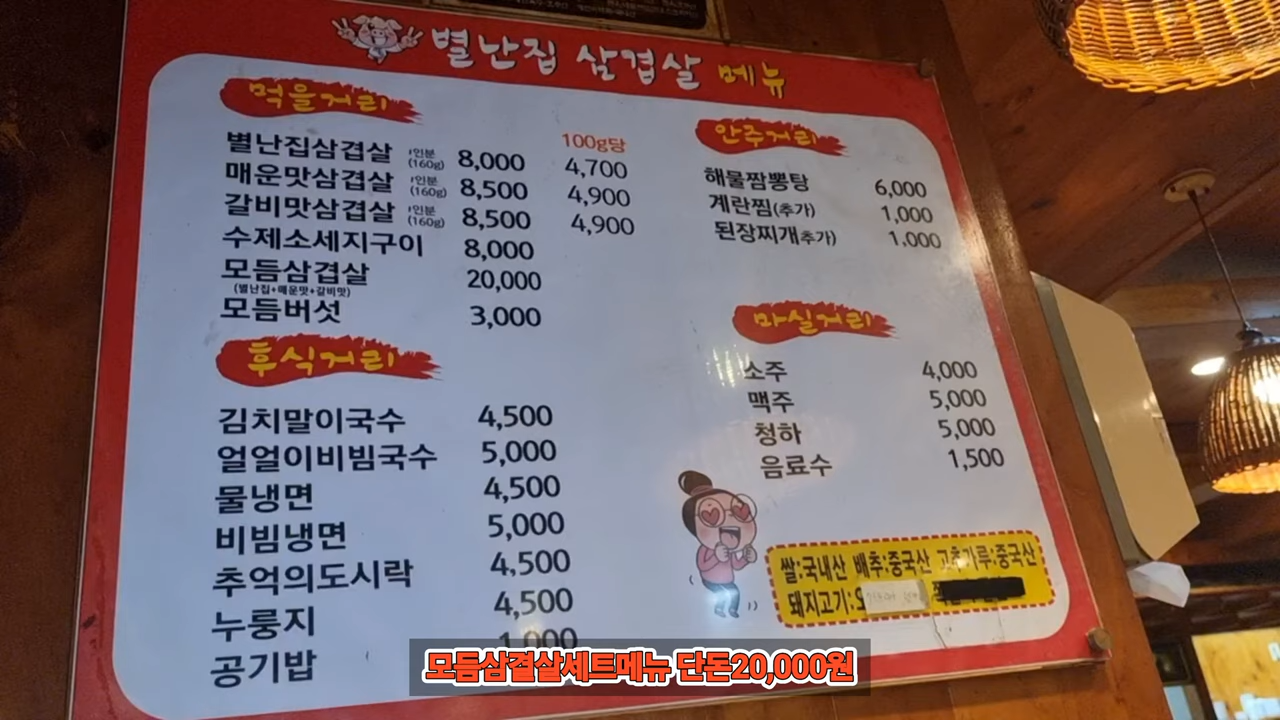 별난집 삼겹살 메뉴
먹을거리
100g당
별난집삼겹살 1인분 (160g) 8,000 4,700
매운맛삼겹살 1인분 (160g) 8,500 4,900
갈비맛삼겹살 1인분 (160g) 8,500 4,900
수제소세지구이 8,000
모듬삼겹살 20,000
(별난집+매운맛+갈비맛)
모듬버섯 3,000
후식거리
김치말이국수 4,500
얼얼이비빔국수 5,000
물냉면 4,500
비빔냉면 5,000
추억의도시락 4,500
누룽지 4,500
공기밥 1,000
안주거리
해물짬뽕탕 6,000
계란찜(추가) 1,000
된장찌개추가) 1.000
마실거리
소주 4,000
맥주 5,000
청하 5,000
음료수 1,500
쌀:국내산 배추:중국산 고추가루:중국산
돼지고기:
모듬삼결살세트메뉴 단돈20,000원